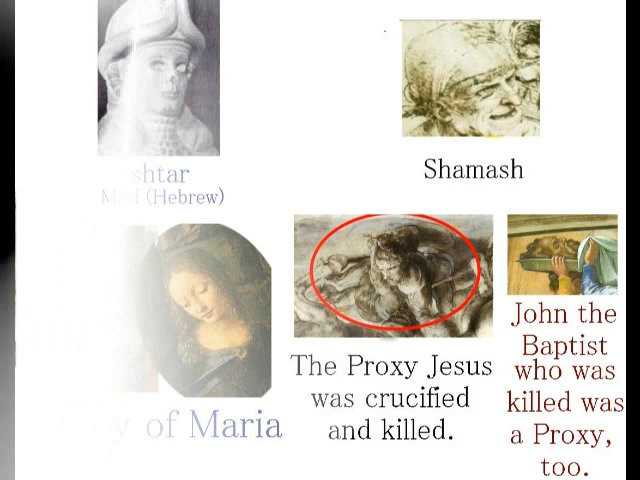 shtar
(Hebrew)
Shamash
of Maria
The Proxy Jesus
was crucified
and killed.
John the
Baptist
who was
killed was
a Proxy,
too.